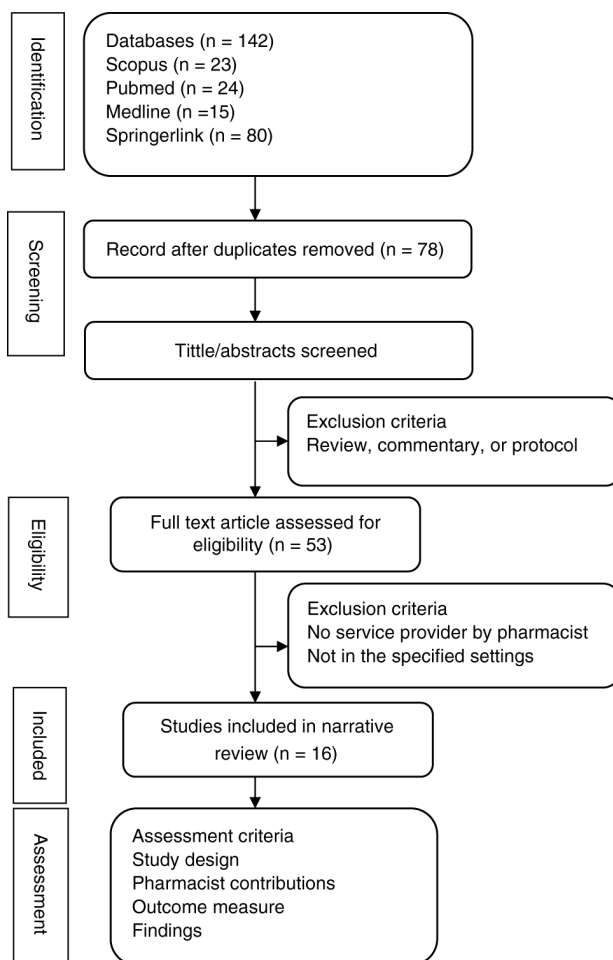 Identification
Databases (n = 142)
Scopus (n = 23)
Pubmed (n = 24)
Medline (n =15)
Springerlink (n = 80)
Screening
Record after duplicates removed (n = 78)
Tittle/abstracts screened
Exclusion criteria
Review, commentary, or protocol
Eligibility
Full text article assessed for
eligibility (n = 53)
Exclusion criteria
No service provider by pharmacist
Not in the specified settings
Included
Studies included in narrative
review (n = 16)
Assessment
Assessment criteria
Study design
Pharmacist contributions
Outcome measure
Findings